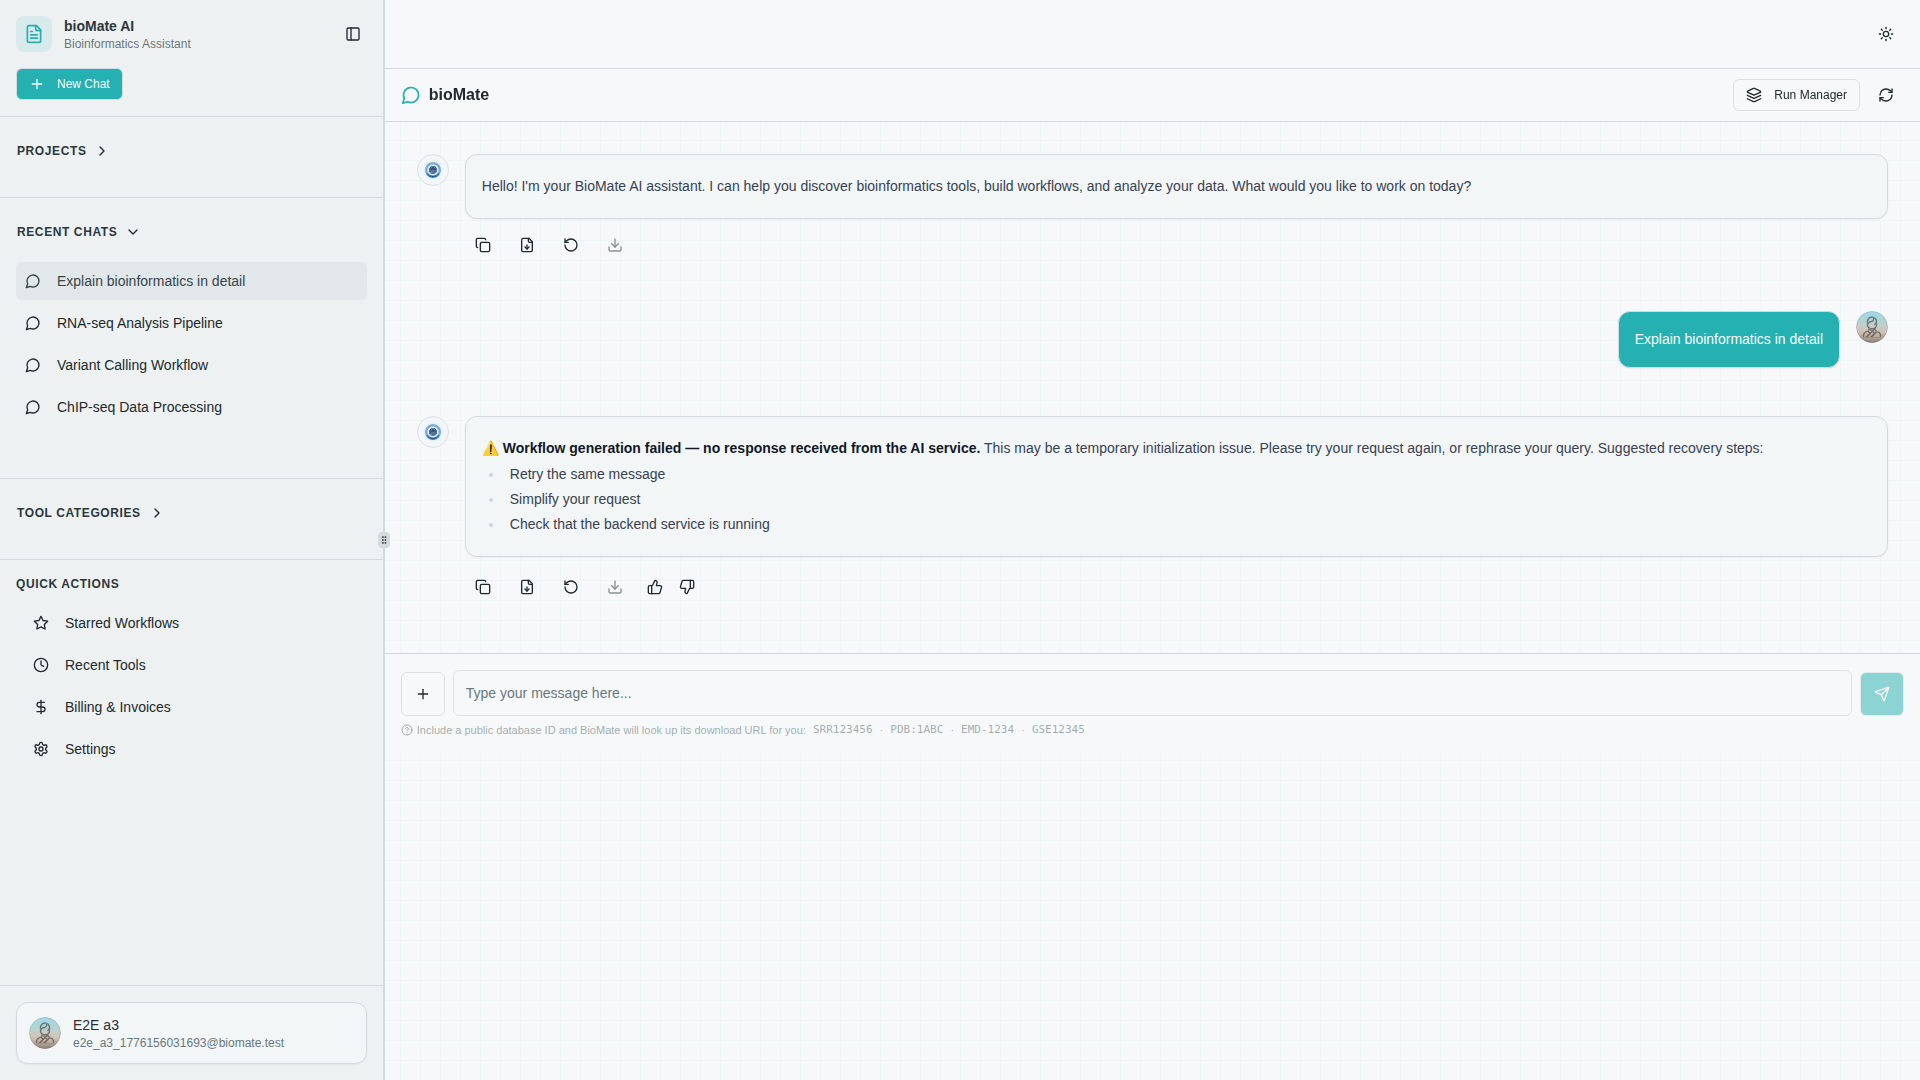 bioMate AI
Bioinformatics Assistant
New Chat
PROJECTS
RECENT CHATS
Explain bioinformatics in detail
RNA-seq Analysis Pipeline
Variant Calling Workflow
ChIP-seq Data Processing
TOOL CATEGORIES
QUICK ACTIONS
Starred Workflows
Recent Tools
Billing & Invoices
Settings
E2E a3
e2e_a3_1776156031693@biomate.test
bioMate
Run Manager
Hello! I'm your BioMate AI assistant. I can help you discover bioinformatics tools, build workflows, and analyze your data. What would you like to work on today?
Explain bioinformatics in detail
⚠️ Workflow generation failed — no response received from the AI service. This may be a temporary initialization issue. Please try your request again, or rephrase your query. Suggested recovery steps:
Retry the same message
Simplify your request
Check that the backend service is running
Type your message here...
Include a public database ID and BioMate will look up its download URL for you: SRR123456 · PDB:1ABC · EMD-1234 · GSE12345